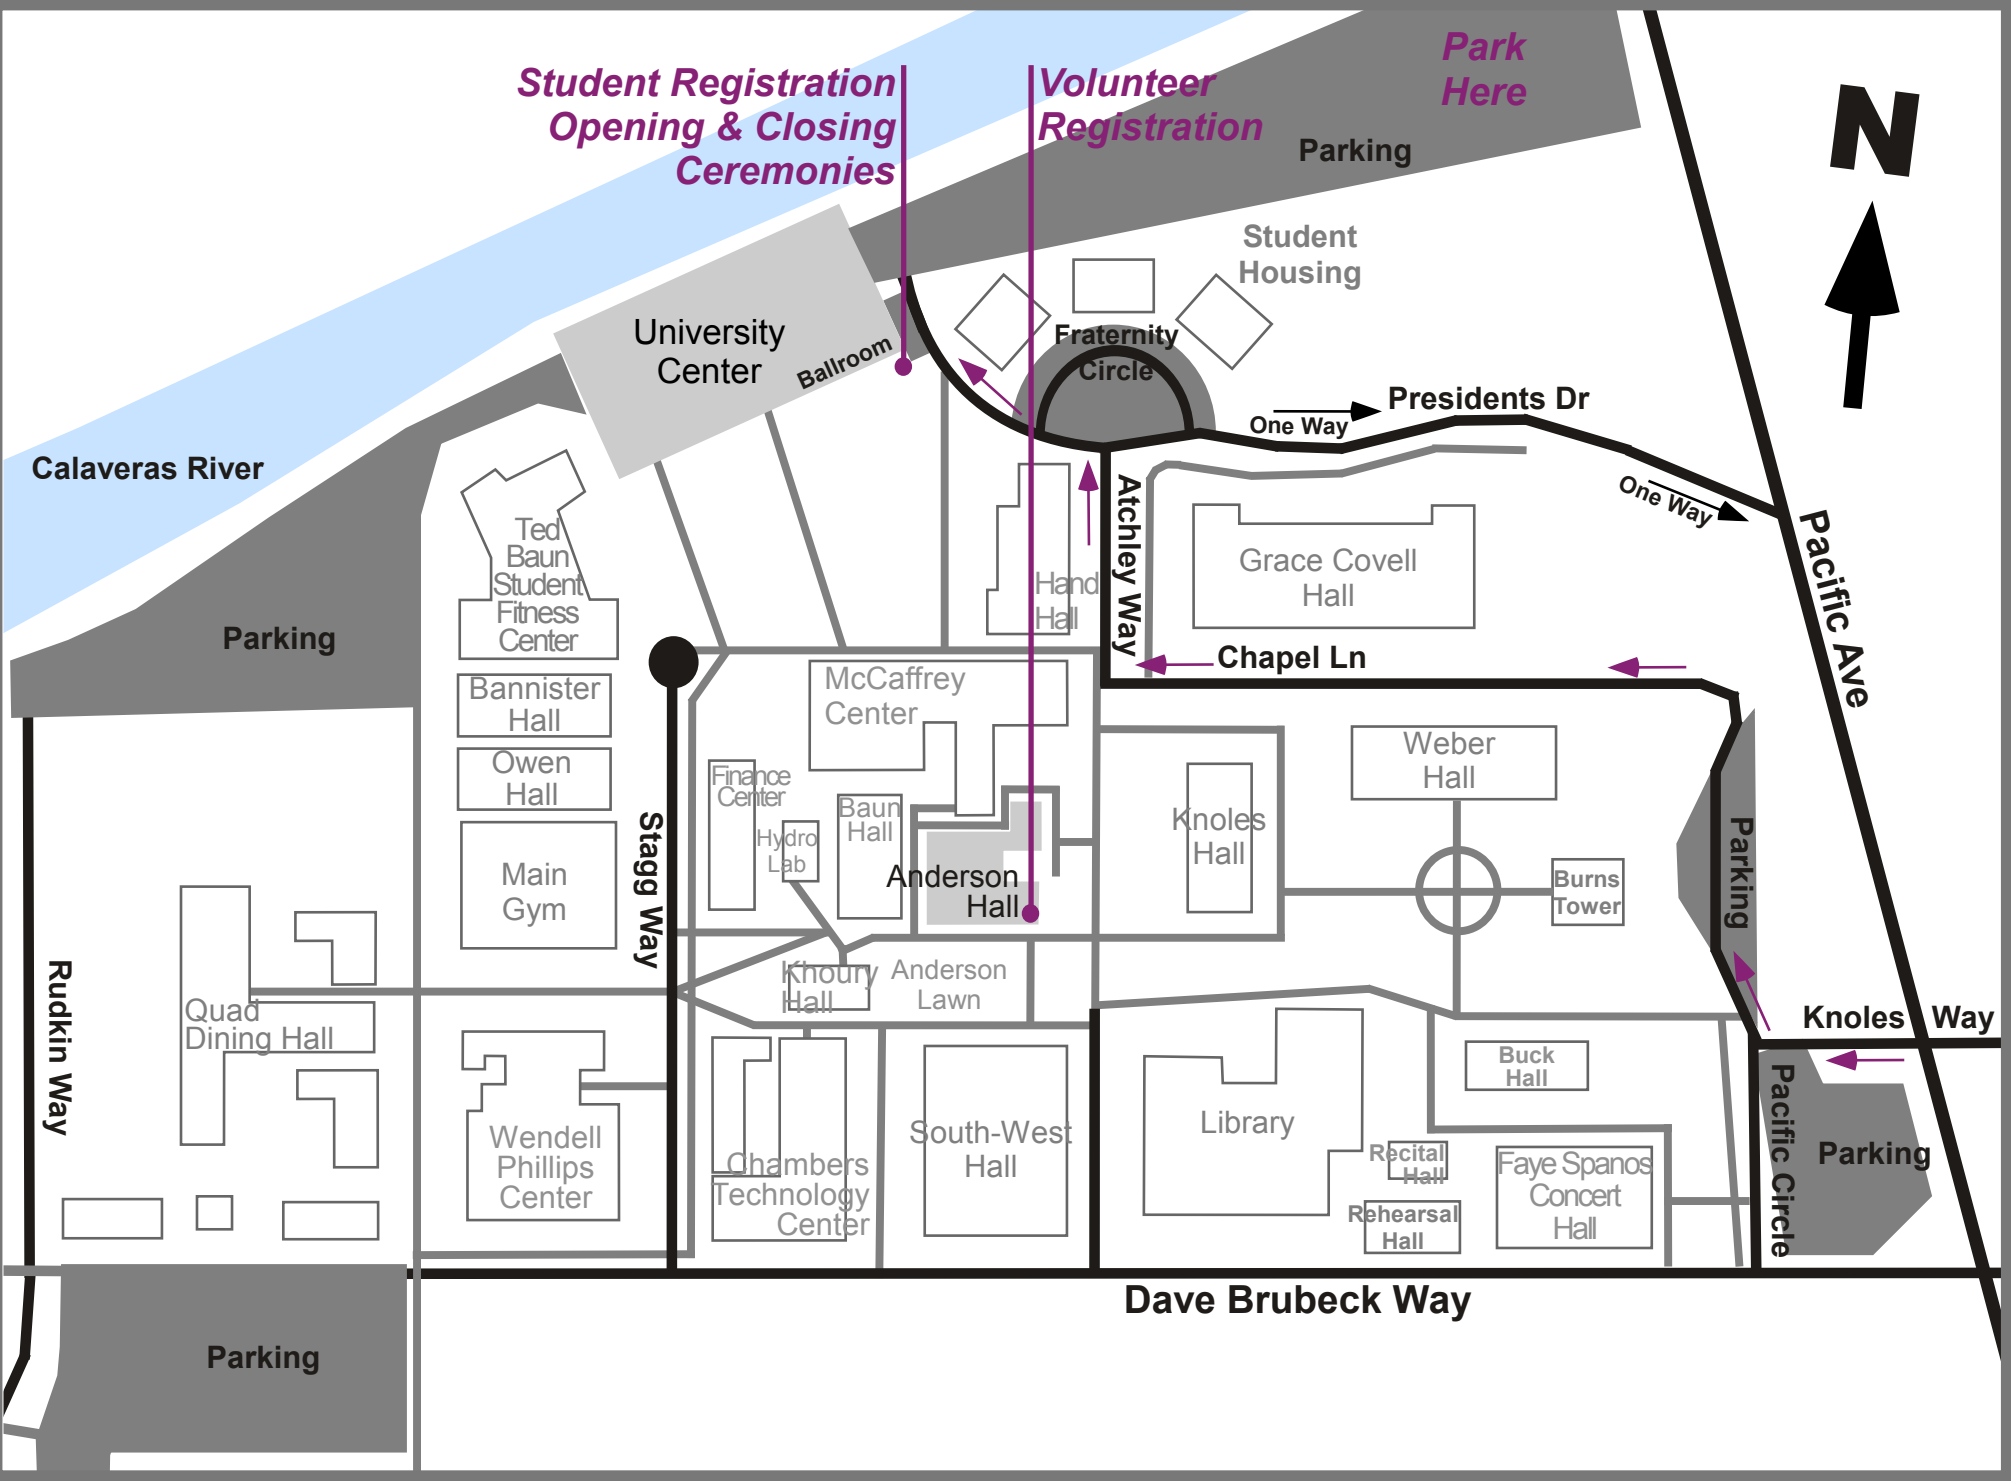 Park
Here
Student Registration
Opening & Closing
Ceremonies
Volunteer
Registration
Parking
N
Student
Housing
University
Center
Ballroom
Fraternity
Circle
Presidents Dr
One Way
One Way
Calaveras River
Pacific Ave
Atchley Way
Ted
Baun
Student
Fitness
Center
Hand
Hall
Grace Covell
Hall
Parking
Chapel Ln
Bannister
Hall
McCaffrey
Center
Owen
Hall
Weber
Hall
Finance
Center
Baun
Hall
Hydro
Lab
Knoles
Hall
Parking
Stagg Way
Main
Gym
Anderson
Hall
Burns
Tower
Khoury
Hall
Anderson
Lawn
Rudkin Way
Quad
Dining Hall
Knoles Way
Buck
Hall
Pacific Circle
Parking
Library
Wendell
Phillips
Center
South-West
Hall
Chambers
Technology
Center
Recital
Hall
Faye Spanos
Concert
Hall
Rehearsal
Hall
Dave Brubeck Way
Parking